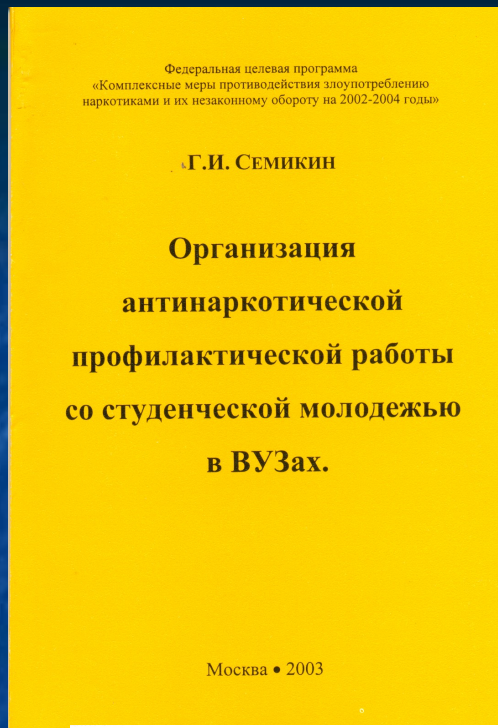 Федеральная целевая программа
«Комплексные меры противодействия злоупотреблению
наркотиками и их незаконному обороту на 2002-2004 годы»
Г.И. СЕМИКИН
Организация
антинаркотической
профилактической работы
со студенческой молодежью
в ВУЗах.
Москва • 2003